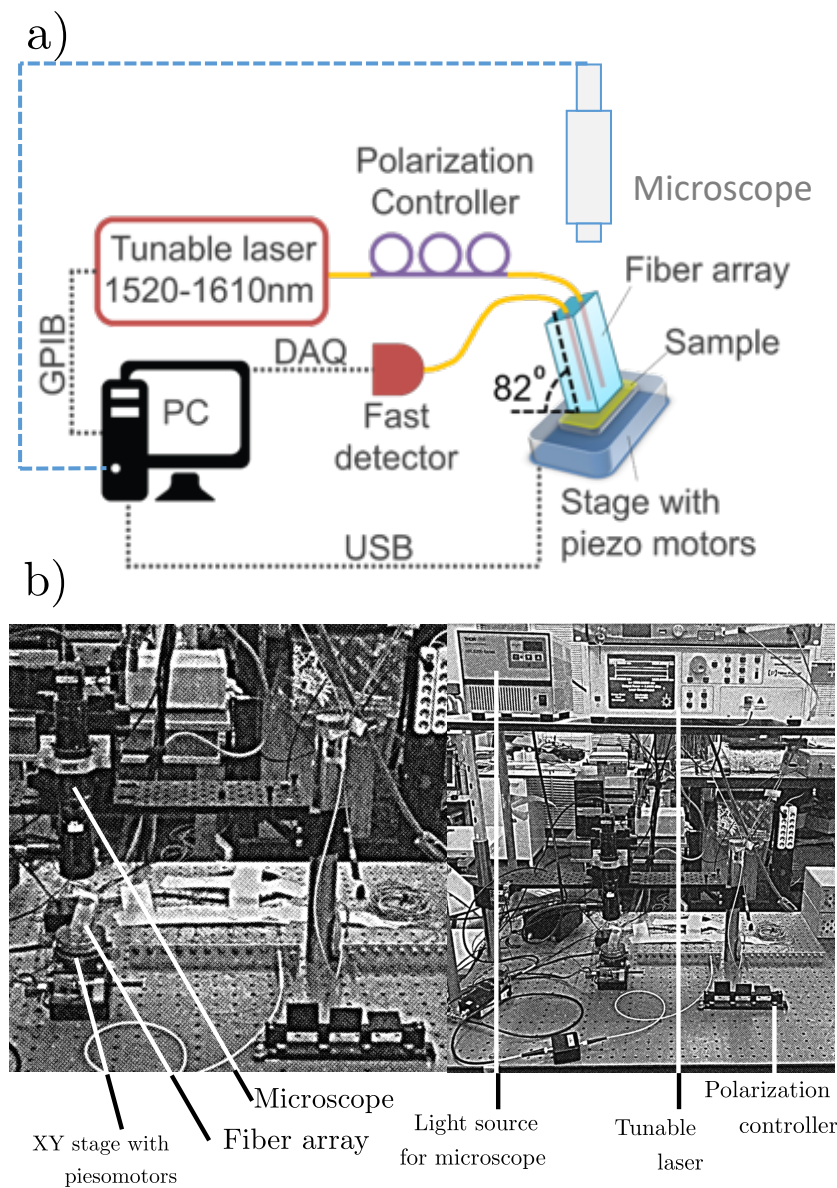 a)
Polarization
Controller
Microscope
Tunable laser
1520-1610nm
Fiber array
GPIB
DAQ
Sample
PC
82°
Fast
detector
Stage with
piezo motors
USB
b)
Microscope
Fiber array
XY stage with
piesomotors
Light source
for microscope
Tunable
laser
Polarization
controller